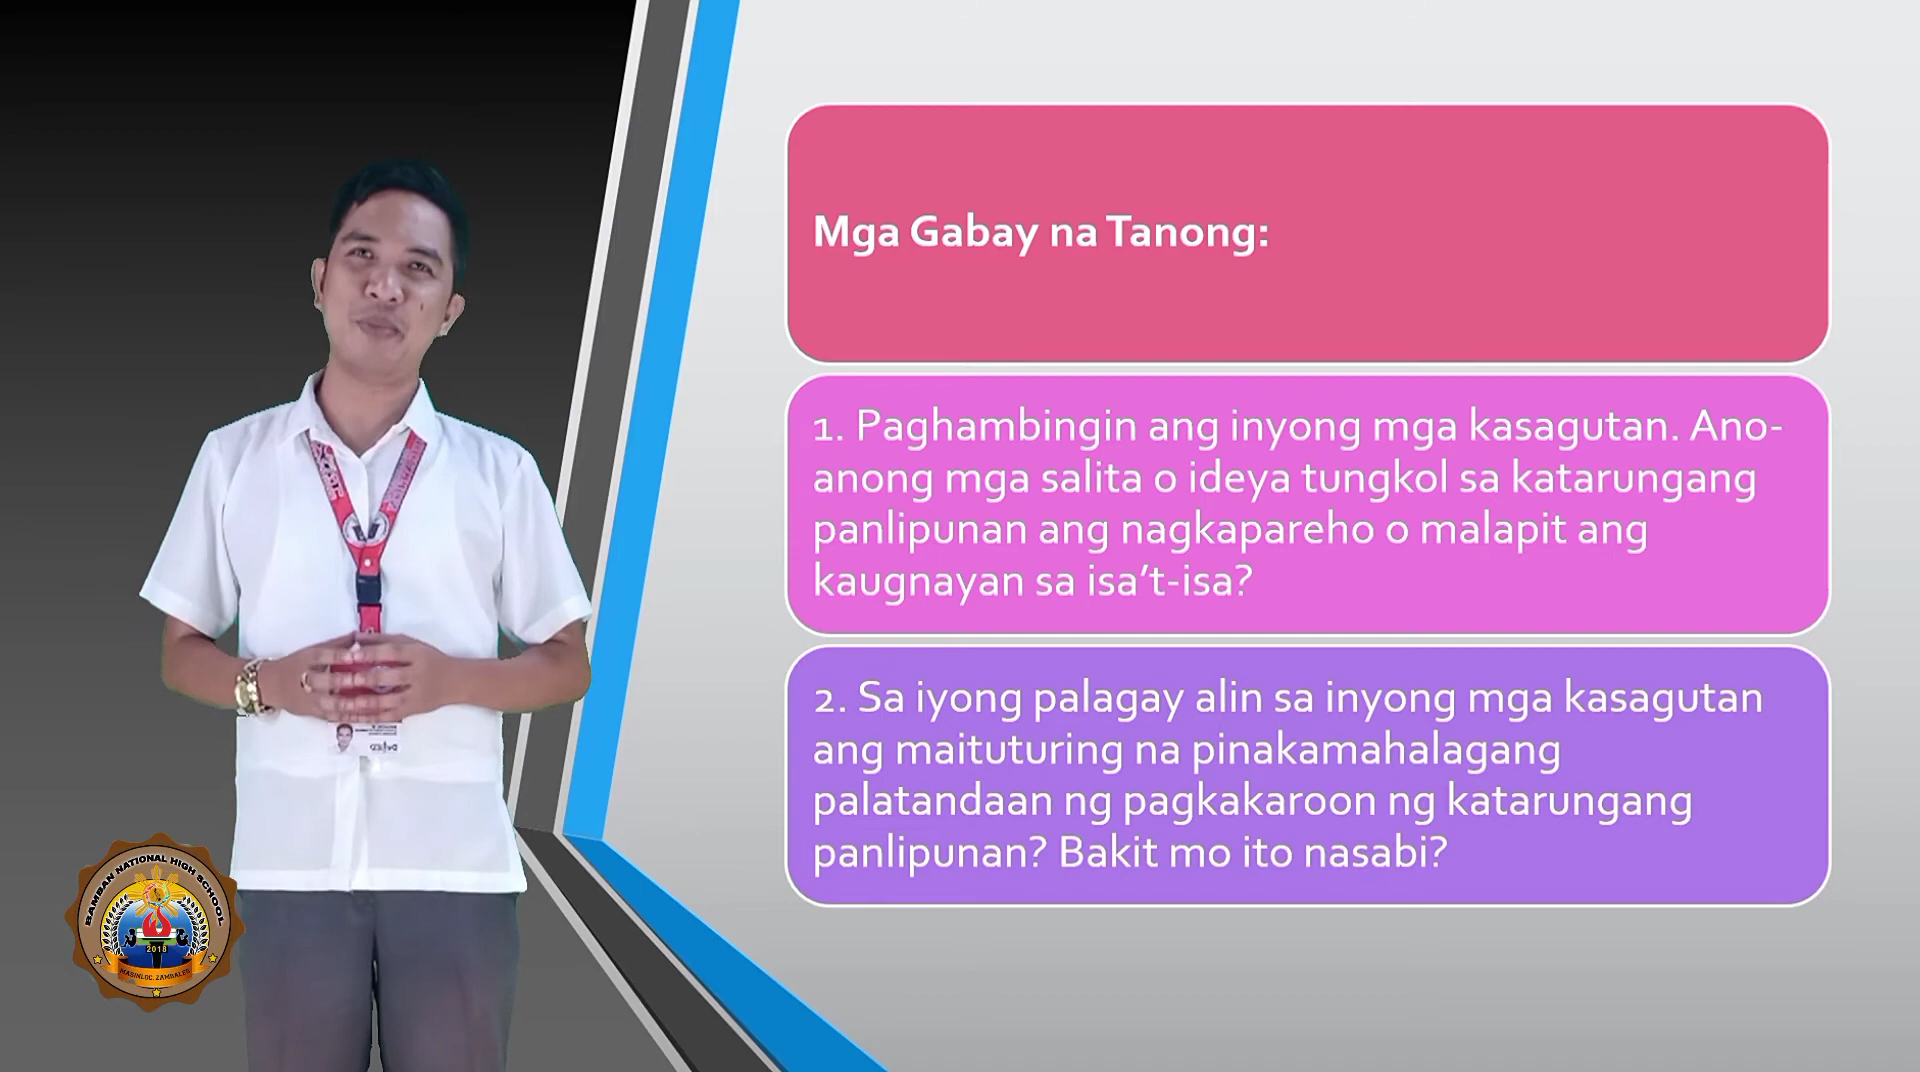 Mga Gabay na Tanong:
1. Paghambingin ang inyong mga kasagutan. Ano-
anong mga salita o ideya tungkol sa katarungang
panlipunan ang nagkapareho o malapit ang
kaugnayan sa isa’t-isa?
2. Sa iyong palagay alin sa inyong mga kasagutan
ang maituturing na pinakamahalagang
palatandaan ng pagkakaroon ng katarungang
panlipunan? Bakit mo ito nasabi?
BAMBAN NATIONAL HIGH SCHOOL
2018
MASINLOC, ZAMBALES